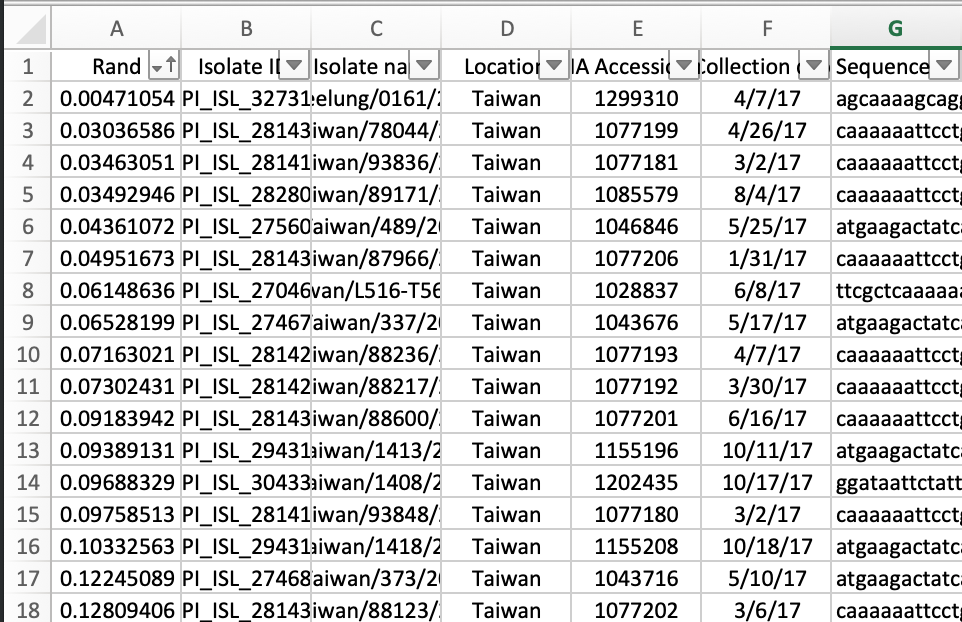 A B C D E F G
1 Rand Isolate I Isolate na Location A Accessi Collection Sequence
2 0.00471054 PI_ISL_32731 elung/0161/ Taiwan 1299310 4/7/17 agcaaaagcag
3 0.03036586 PI_ISL_28143 iwan/78044/ Taiwan 1077199 4/26/17 caaaaaattcct
4 0.03463051 PI_ISL_28141 iwan/93836/ Taiwan 1077181 3/2/17 caaaaaattcct
5 0.03492946 PI_ISL_28280 iwan/89171/ Taiwan 1085579 8/4/17 caaaaaattcct
6 0.04361072 PI_ISL_27560 aiwan/489/2 Taiwan 1046846 5/25/17 atgaagactatc
7 0.04951673 PI_ISL_28143 iwan/87966/ Taiwan 1077206 1/31/17 caaaaaattcct
8 0.06148636 PI_ISL_27046 wan/L516-T56 Taiwan 1028837 6/8/17 ttcgctcaaaaa
9 0.06528199 PI_ISL_27467 aiwan/337/2 Taiwan 1043676 5/17/17 atgaagactatc
10 0.07163021 PI_ISL_28142 iwan/88236/ Taiwan 1077193 4/7/17 caaaaaattcct
11 0.07302431 PI_ISL_28142 iwan/88217/ Taiwan 1077192 3/30/17 caaaaaattcct
12 0.09183942 PI_ISL_28143 iwan/88600/ Taiwan 1077201 6/16/17 caaaaaattcct
13 0.09389131 PI_ISL_29431 aiwan/1413/2 Taiwan 1155196 10/11/17 atgaagactatc
14 0.09688329 PI_ISL_30433 aiwan/1408/2 Taiwan 1202435 10/17/17 ggataattctatt
15 0.09758513 PI_ISL_28141 iwan/93848/ Taiwan 1077180 3/2/17 caaaaaattcct
16 0.10332563 PI_ISL_29431 aiwan/1418/2 Taiwan 1155208 10/18/17 atgaagactatc
17 0.12245089 PI_ISL_27468 aiwan/373/2 Taiwan 1043716 5/10/17 atgaagactatc
18 0.12809406 PI_ISL_28143 iwan/88123/ Taiwan 1077202 3/6/17 caaaaaattcct